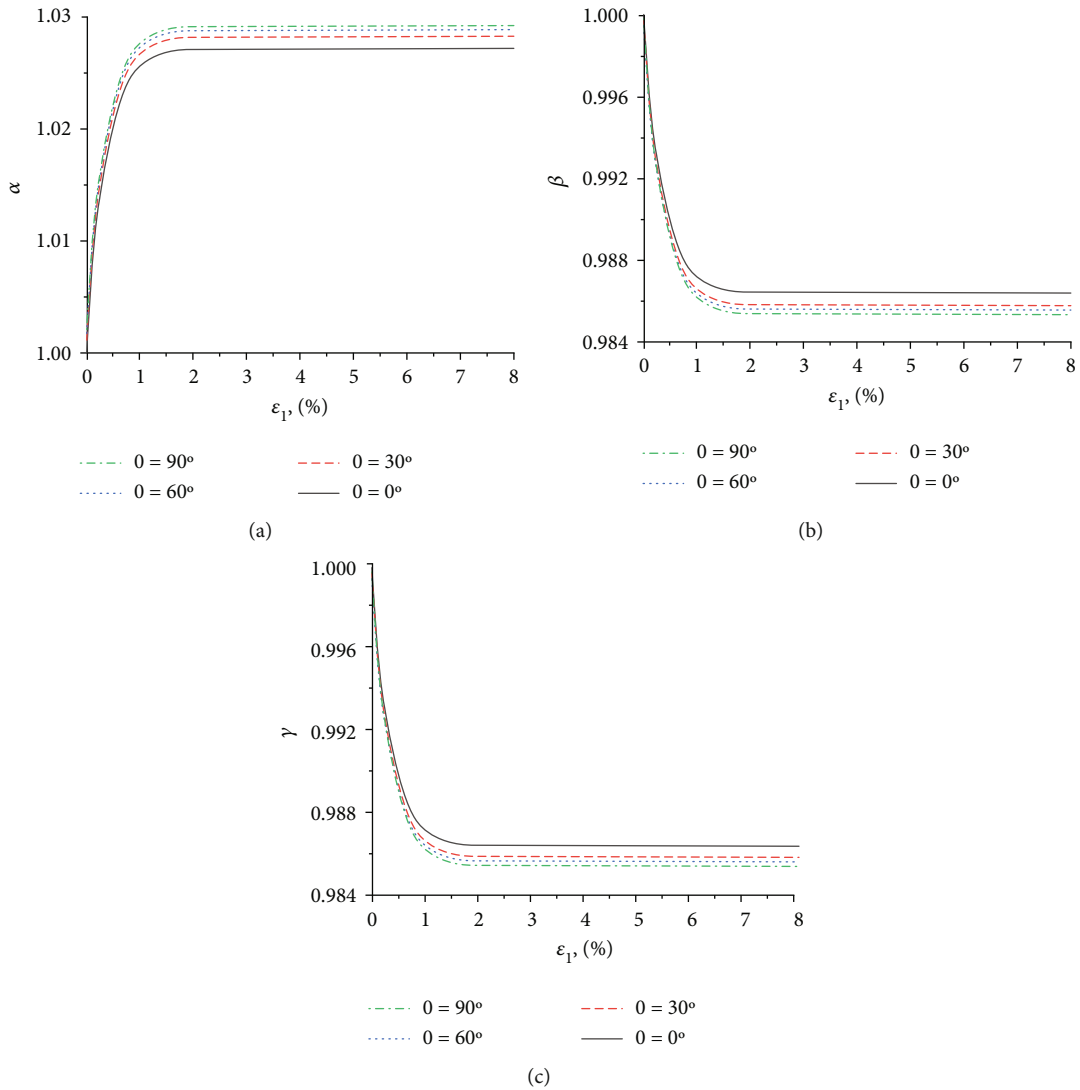 1.03
1.02
1.01
1.00
α
0 1 2 3 4 5 6 7 8
ε1, (%)
0 = 90º
0 = 60º
0 = 30º
0 = 0º
(a)
1.000
0.996
0.992
0.988
0.984
β
0 1 2 3 4 5 6 7 8
ε1, (%)
0 = 90º
0 = 60º
0 = 30º
0 = 0º
(b)
1.000
0.996
0.992
0.988
0.984
γ
0 1 2 3 4 5 6 7 8
ε1, (%)
0 = 90º
0 = 60º
0 = 30º
0 = 0º
(c)